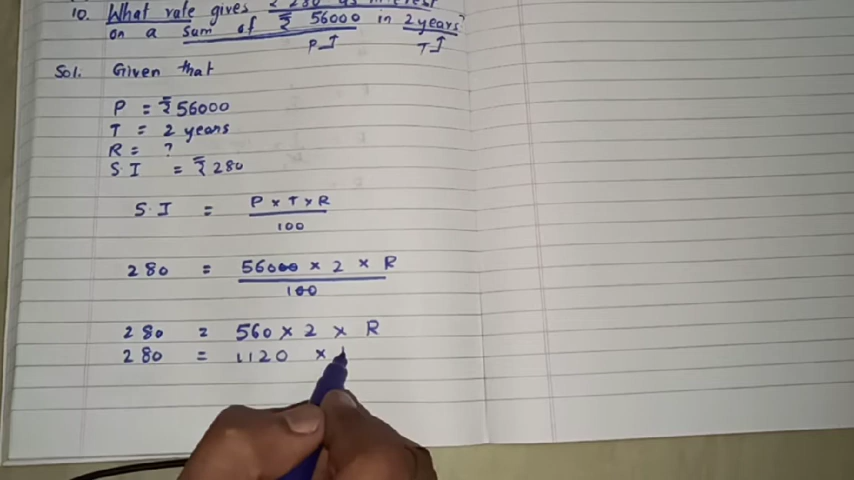 10. What rate gives ₹ 280 as interest
on a sum of ₹ 56000 in 2 years?
P T
Sol. Given that
P = ₹ 56000
T = 2 years
R = ?
S.I = ₹ 280
S.I = P × T × R
100
280 = 56000 × 2 × R
100
280 = 560 × 2 × R
280 = 1120 ×